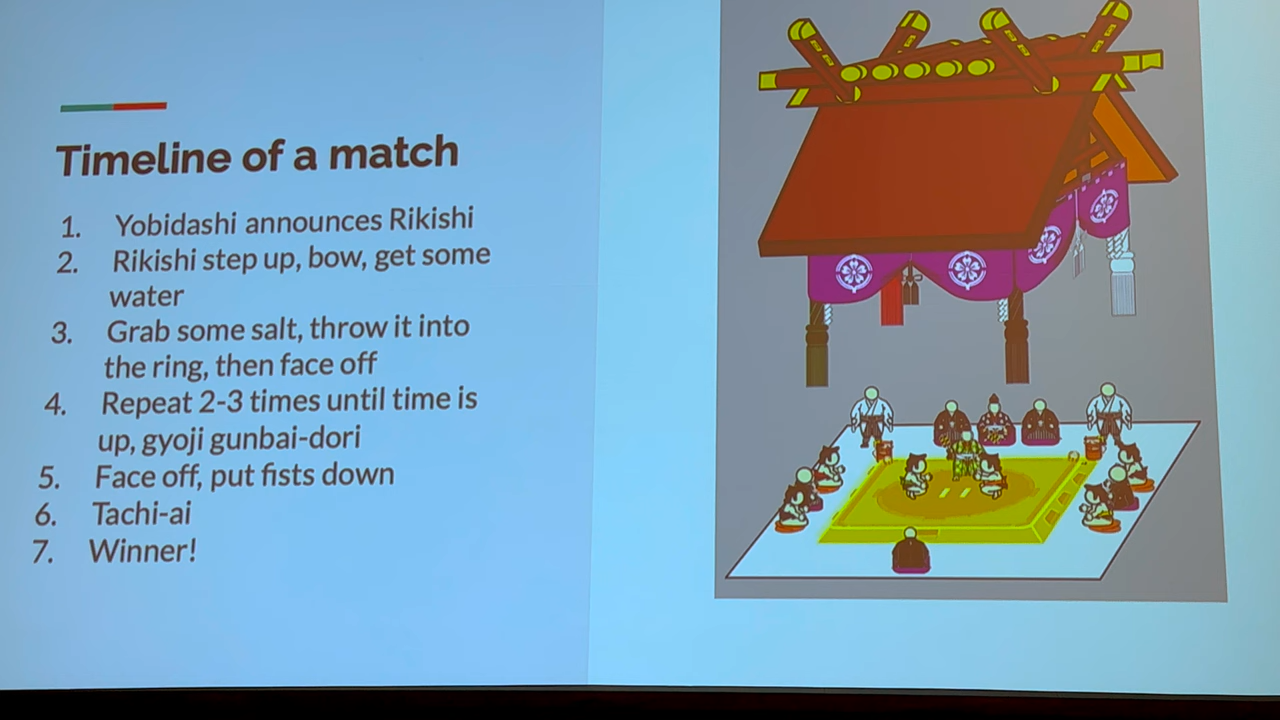 Timeline of a match
1. Yobidashi announces Rikishi
2. Rikishi step up, bow, get some
water
3. Grab some salt, throw it into
the ring, then face off
4. Repeat 2-3 times until time is
up, gyoji gunbai-dori
5. Face off, put fists down
6. Tachi-ai
7. Winner!